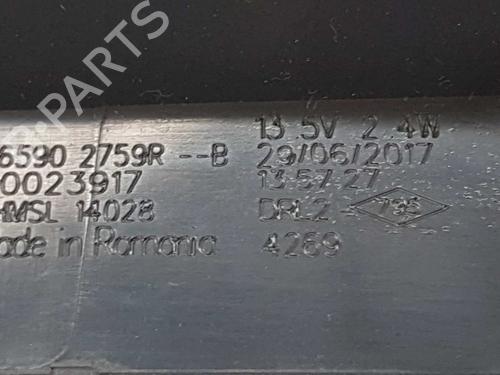 13.5V 2.4W
6590 2759R --B 29/06/2017
0023917 13:57:27
HMSL 14028 DRL2
ade in Romania 4269
B-PARTS